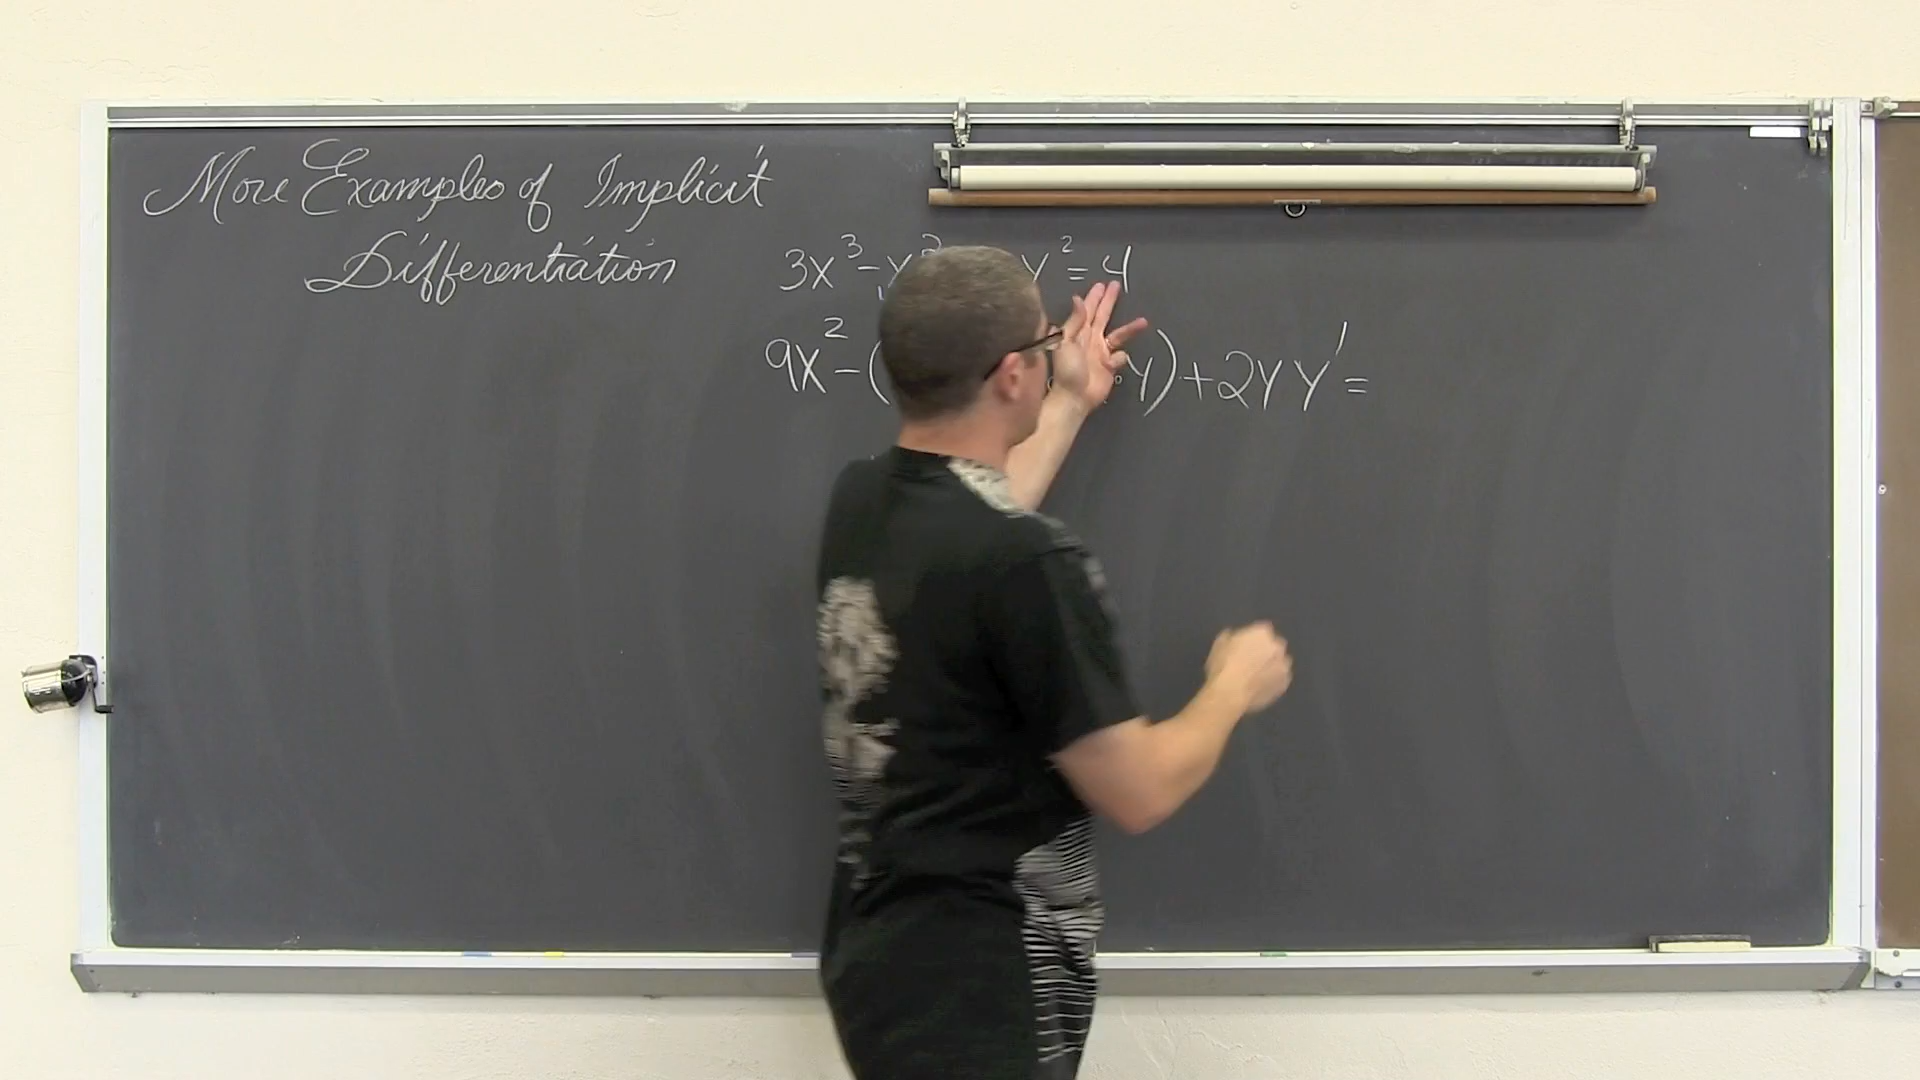 More Examples of Implicit
Differentiation
3x³ - y² = 4
9x² - ( y) + 2yy' =